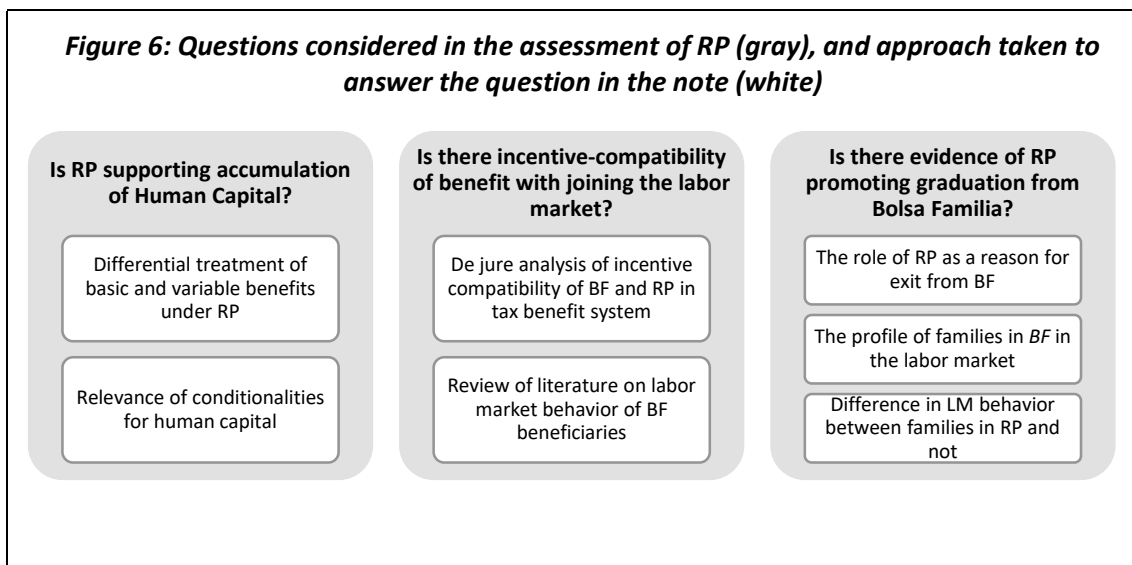 Figure 6: Questions considered in the assessment of RP (gray), and approach taken to
answer the question in the note (white)
Is RP supporting accumulation
of Human Capital?
Differential treatment of
basic and variable benefits
under RP
Relevance of conditionalities
for human capital
Is there incentive-compatibility
of benefit with joining the labor
market?
De jure analysis of incentive
compatibility of BF and RP in
tax benefit system
Review of literature on labor
market behavior of BF
beneficiaries
Is there evidence of RP
promoting graduation from
Bolsa Familia?
The role of RP as a reason for
exit from BF
The profile of families in BF in
the labor market
Difference in LM behavior
between families in RP and
not